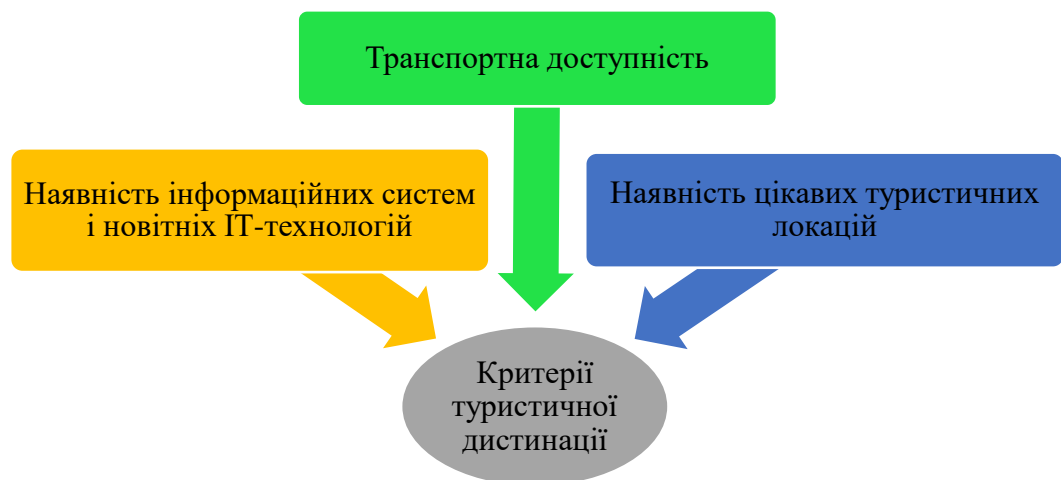 Транспортна доступність
Наявність інформаційних систем
і новітніх ІТ-технологій
Наявність цікавих туристичних
локацій
Критерії
туристичної
дистинації